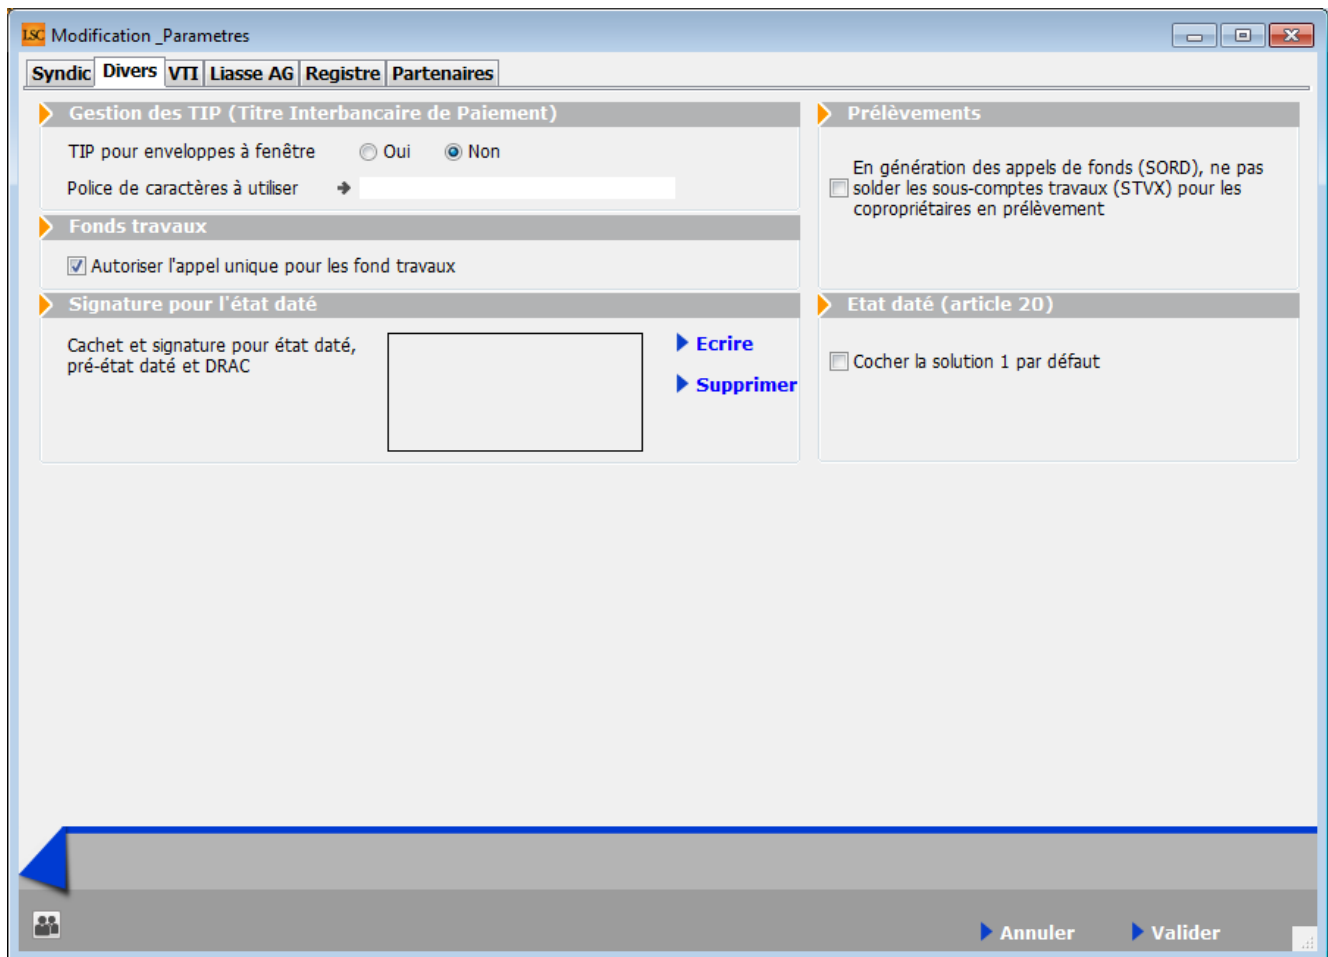 LSC Modification _Parametres
Syndic Divers VTI Liasse AG Registre Partenaires
Gestion des TIP (Titre Interbancaire de Paiement)
TIP pour enveloppes à fenêtre Oui Non
Police de caractères à utiliser
Fonds travaux
Autoriser l'appel unique pour les fond travaux
Signature pour l'état daté
Cachet et signature pour état daté,
pré-état daté et DRAC
Ecrire
Supprimer
Prélèvements
En génération des appels de fonds (SORD), ne pas
solder les sous-comptes travaux (STVX) pour les
copropriétaires en prélèvement
Etat daté (article 20)
Cocher la solution 1 par défaut
Annuler Valider